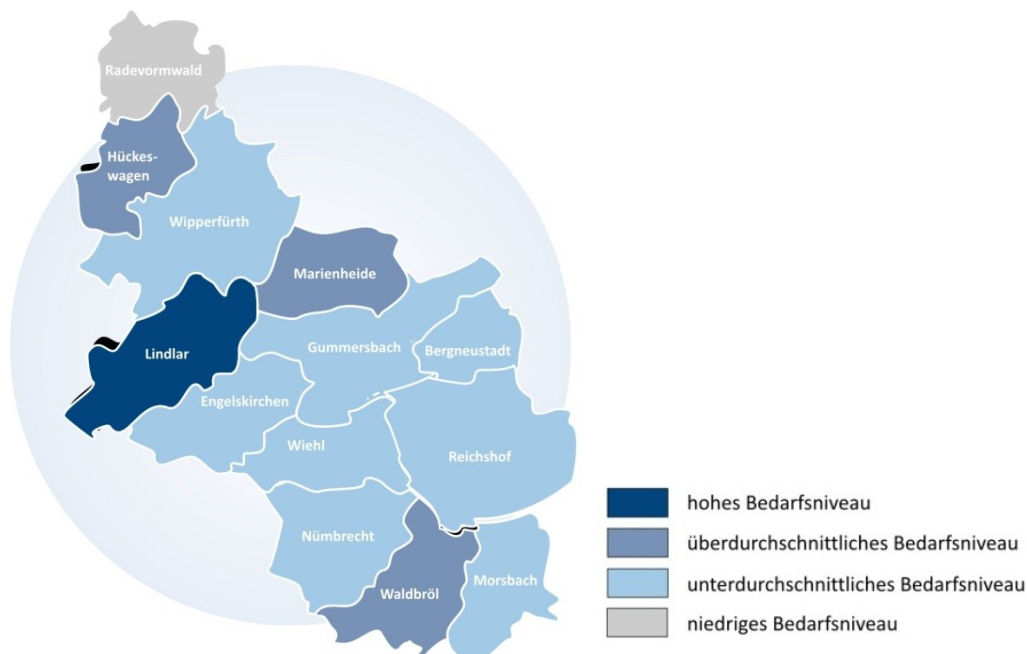 Radevormwald
Hückes-
wagen
Wipperfürth
Marienheide
Lindlar
Gummersbach
Bergneustadt
Engelskirchen
Wiehl
Reichshof
Nümbrecht
Waldbröl
Morsbach
hohes Bedarfsniveau
überdurchschnittliches Bedarfsniveau
unterdurchschnittliches Bedarfsniveau
niedriges Bedarfsniveau